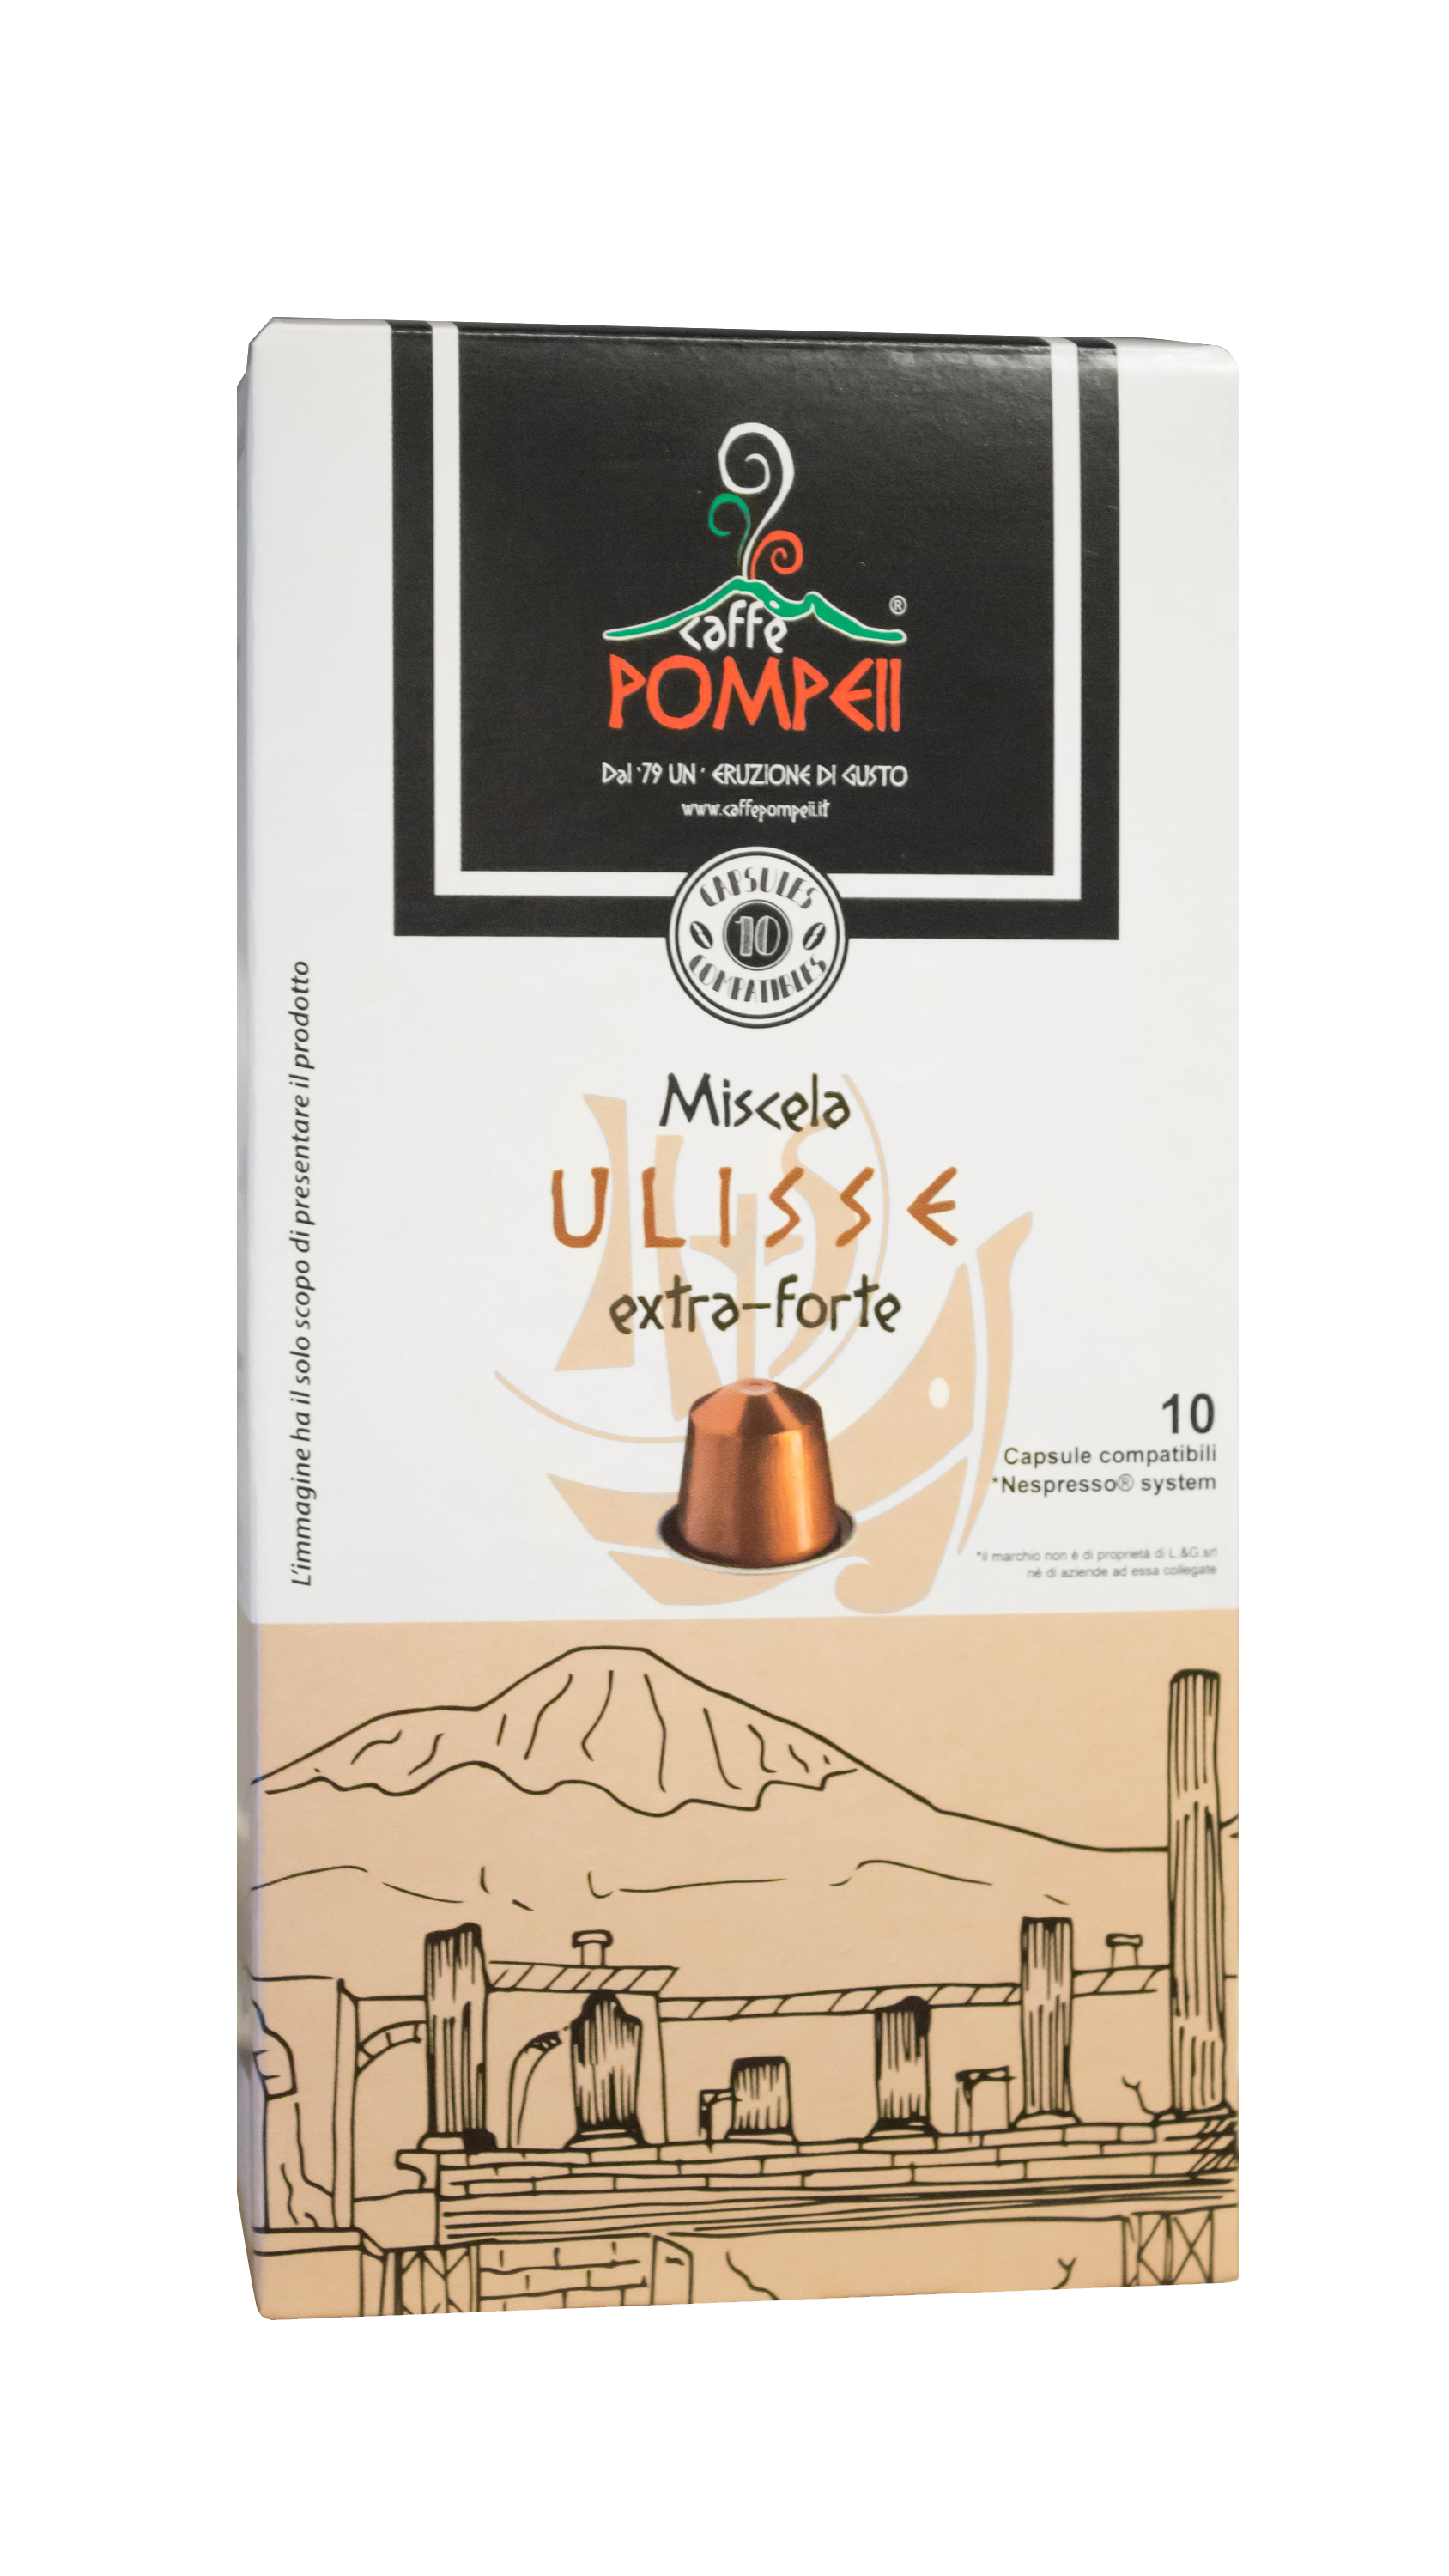 caffè
®
POMPEII
Dal '79 UN' ERUZIONE DI GUSTO
www.caffepompeii.it
CAPSULES
10
COMPATIBLES
Miscela
ULISSE
extra-forte
10
Capsule compatibili
*Nespresso® system
*il marchio non è di proprietà di L.&G.srl
nè di aziende ad essa collegate
L'immagine ha il solo scopo di presentare il prodotto